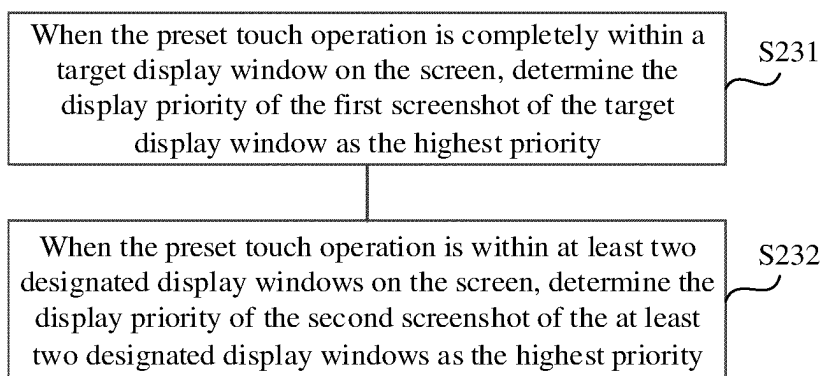 When the preset touch operation is completely within a
target display window on the screen, determine the
display priority of the first screenshot of the target
display window as the highest priority
S231
When the preset touch operation is within at least two
designated display windows on the screen, determine the
display priority of the second screenshot of the at least
two designated display windows as the highest priority
S232